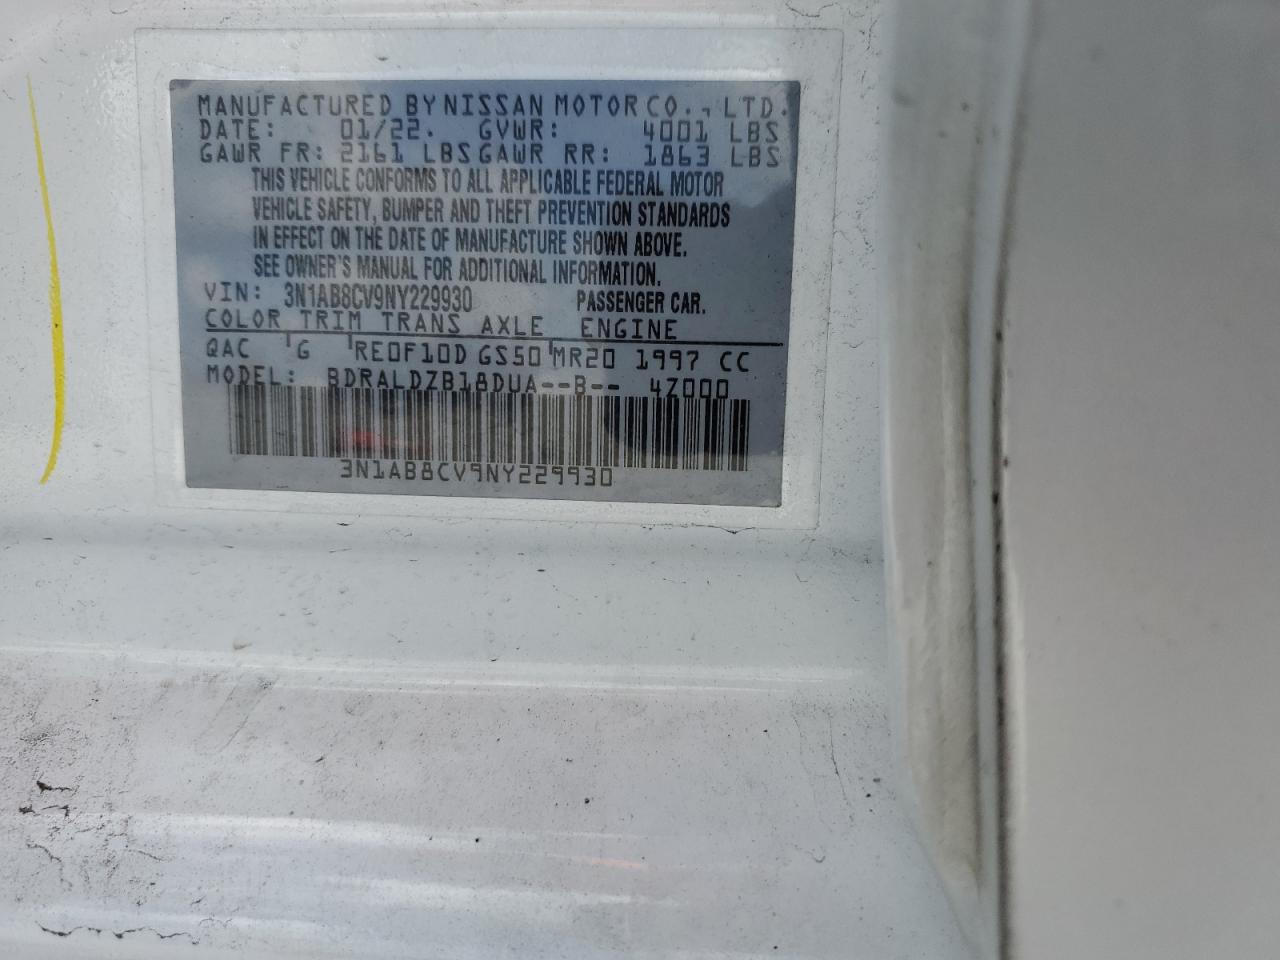 MANUFACTURED BY NISSAN MOTOR CO., LTD.
DATE: 01/22. GVWR: 4001 LBS
GAWR FR: 2161 LBS GAWR RR: 1863 LBS
THIS VEHICLE CONFORMS TO ALL APPLICABLE FEDERAL MOTOR
VEHICLE SAFETY, BUMPER AND THEFT PREVENTION STANDARDS
IN EFFECT ON THE DATE OF MANUFACTURE SHOWN ABOVE.
SEE OWNER'S MANUAL FOR ADDITIONAL INFORMATION.
VIN: 3N1AB8CV9NY229930 PASSENGER CAR.
COLOR TRIM TRANS AXLE ENGINE
QAC G RE0F10D GS50 MR20 1997 CC
MODEL: BDRALDZB18DUA--B-- 4Z000
3N1AB8CV9NY229930